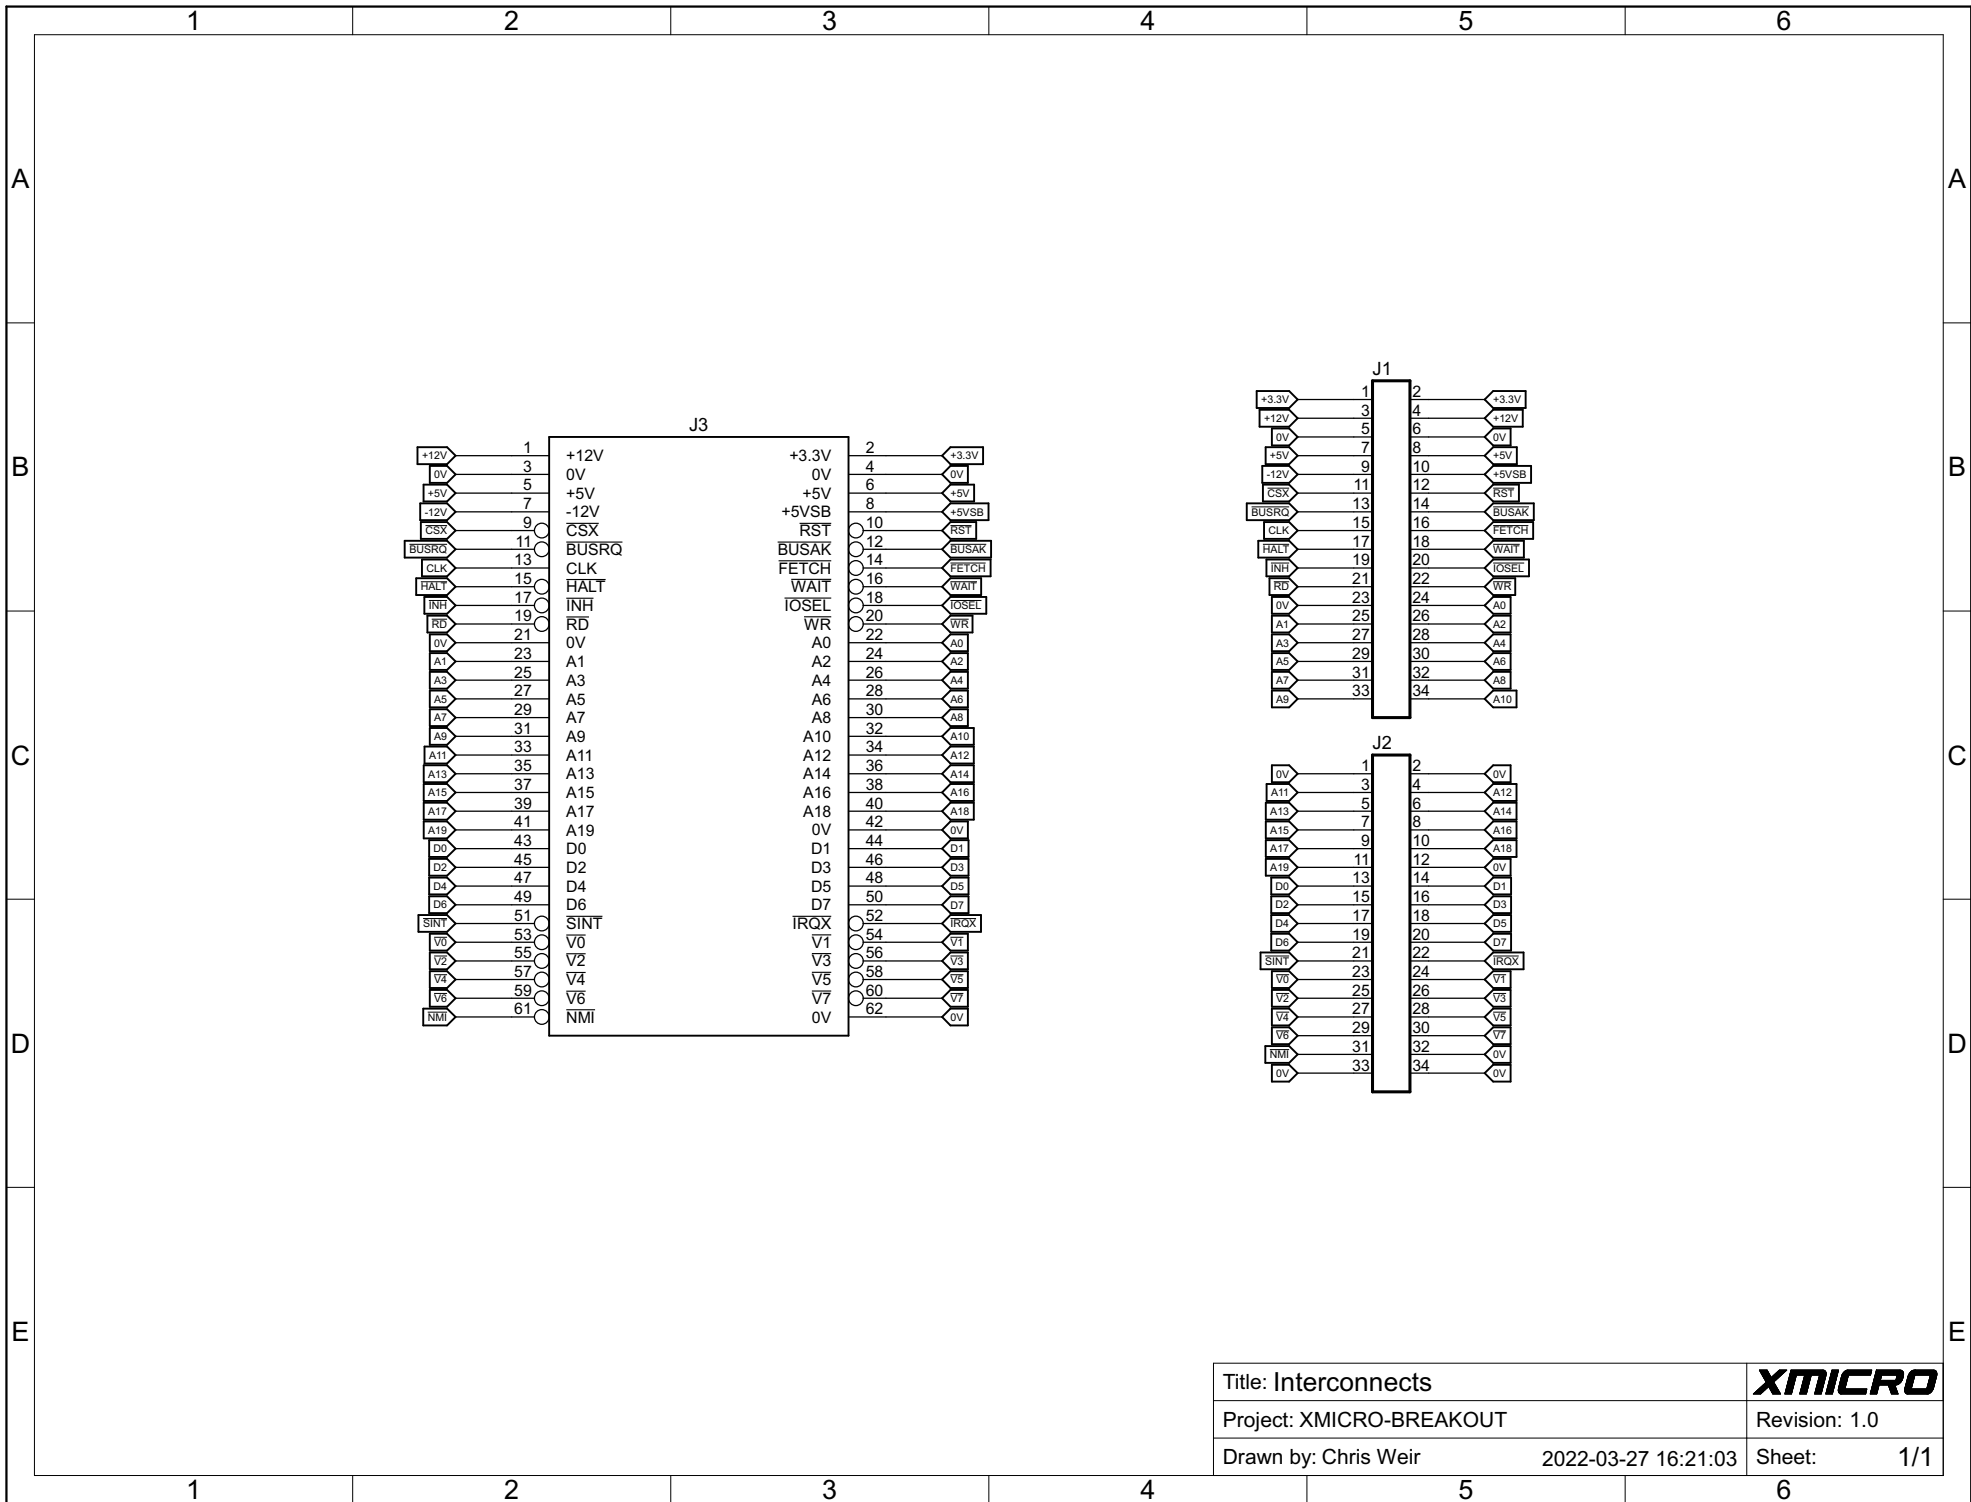 1 2 3 4 5 6
A A
J1
+3.3V 1 2 +3.3V
+12V 3 4 +12V
0V 5 6 0V
+5V 7 8 +5V
-12V 9 10 +5VSB
CSX 11 12 RST
BUSRQ 13 14 BUSAK
CLK 15 16 FETCH
HALT 17 18 WAIT
INH 19 20 IOSEL
RD 21 22 WR
0V 23 24 A0
A1 25 26 A2
A3 27 28 A4
A5 29 30 A6
A7 31 32 A8
A9 33 34 A10
J3
+12V 1 +12V +3.3V 2 +3.3V
0V 3 0V 0V 4 0V
+5V 5 +5V +5V 6 +5V
-12V 7 -12V +5VSB 8 +5VSB
CSX 9 CSX RST 10 RST
BUSRQ 11 BUSRQ BUSAK 12 BUSAK
CLK 13 CLK FETCH 14 FETCH
HALT 15 HALT WAIT 16 WAIT
INH 17 INH IOSEL 18 IOSEL
RD 19 RD WR 20 WR
0V 21 0V A0 22 A0
A1 23 A1 A2 24 A2
A3 25 A3 A4 26 A4
A5 27 A5 A6 28 A6
A7 29 A7 A8 30 A8
A9 31 A9 A10 32 A10
A11 33 A11 A12 34 A12
A13 35 A13 A14 36 A14
A15 37 A15 A16 38 A16
A17 39 A17 A18 40 A18
A19 41 A19 0V 42 0V
D0 43 D0 D1 44 D1
D2 45 D2 D3 46 D3
D4 47 D4 D5 48 D5
D6 49 D6 D7 50 D7
SINT 51 SINT IRQX 52 IRQX
V0 53 V0 V1 54 V1
V2 55 V2 V3 56 V3
V4 57 V4 V5 58 V5
V6 59 V6 V7 60 V7
NMI 61 NMI 0V 62 0V
B B
J2
0V 1 2 0V
A11 3 4 A12
A13 5 6 A14
A15 7 8 A16
A17 9 10 A18
A19 11 12 0V
D0 13 14 D1
D2 15 16 D3
D4 17 18 D5
D6 19 20 D7
SINT 21 22 IRQX
V0 23 24 V1
V2 25 26 V3
V4 27 28 V5
V6 29 30 V7
NMI 31 32 0V
0V 33 34 0V
C C
D D
E E
Title: Interconnects XMICRO
Project: XMICRO-BREAKOUT Revision: 1.0
Drawn by: Chris Weir 2022-03-27 16:21:03 Sheet: 1/1
1 2 3 4 5 6